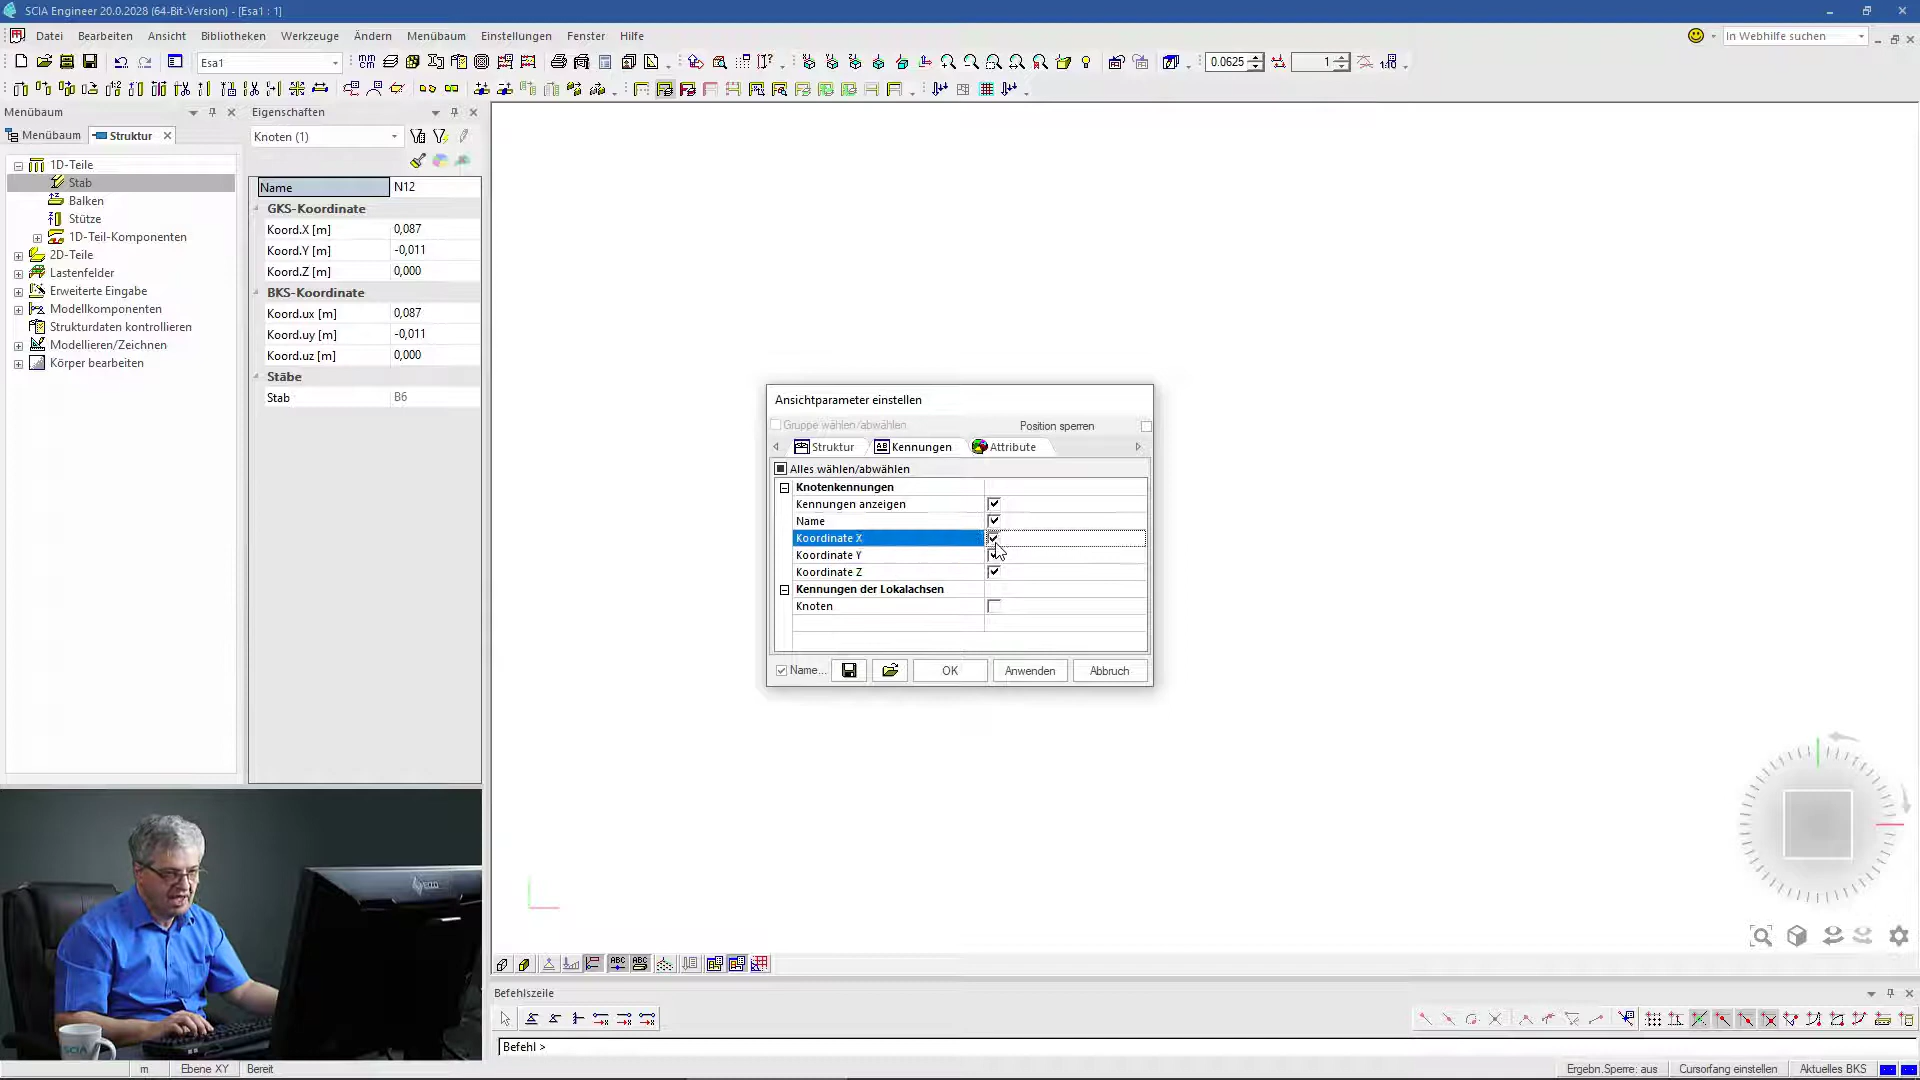 SCIA Engineer 20.0.2028 (64-Bit-Version) - [Esa1 : 1]
Datei Bearbeiten Ansicht Bibliotheken Werkzeuge Ändern Menübaum Einstellungen Fenster Hilfe
In Webhilfe suchen
Esa1
0.0625
1
Menübaum
Eigenschaften
Menübaum
Struktur
Knoten (1)
1D-Teile
Stab
Balken
Stütze
1D-Teil-Komponenten
2D-Teile
Lastenfelder
Erweiterte Eingabe
Modellkomponenten
Strukturdaten kontrollieren
Modellieren/Zeichnen
Körper bearbeiten
Name N12
GKS-Koordinate
Koord.X [m] 0,087
Koord.Y [m] -0,011
Koord.Z [m] 0,000
BKS-Koordinate
Koord.ux [m] 0,087
Koord.uy [m] -0,011
Koord.uz [m] 0,000
Stäbe
Stab B6
Ansichtparameter einstellen
Gruppe wählen/abwählen
Position sperren
Struktur
Kennungen
Attribute
Alles wählen/abwählen
Knotenkennungen
Kennungen anzeigen
Name
Koordinate X
Koordinate Y
Koordinate Z
Kennungen der Lokalachsen
Knoten
Name...
OK
Anwenden
Abbruch
SCIA
Befehlszeile
Befehl >
m
Ebene XY
Bereit
Ergebn.Sperre: aus
Cursorfang einstellen
Aktuelles BKS